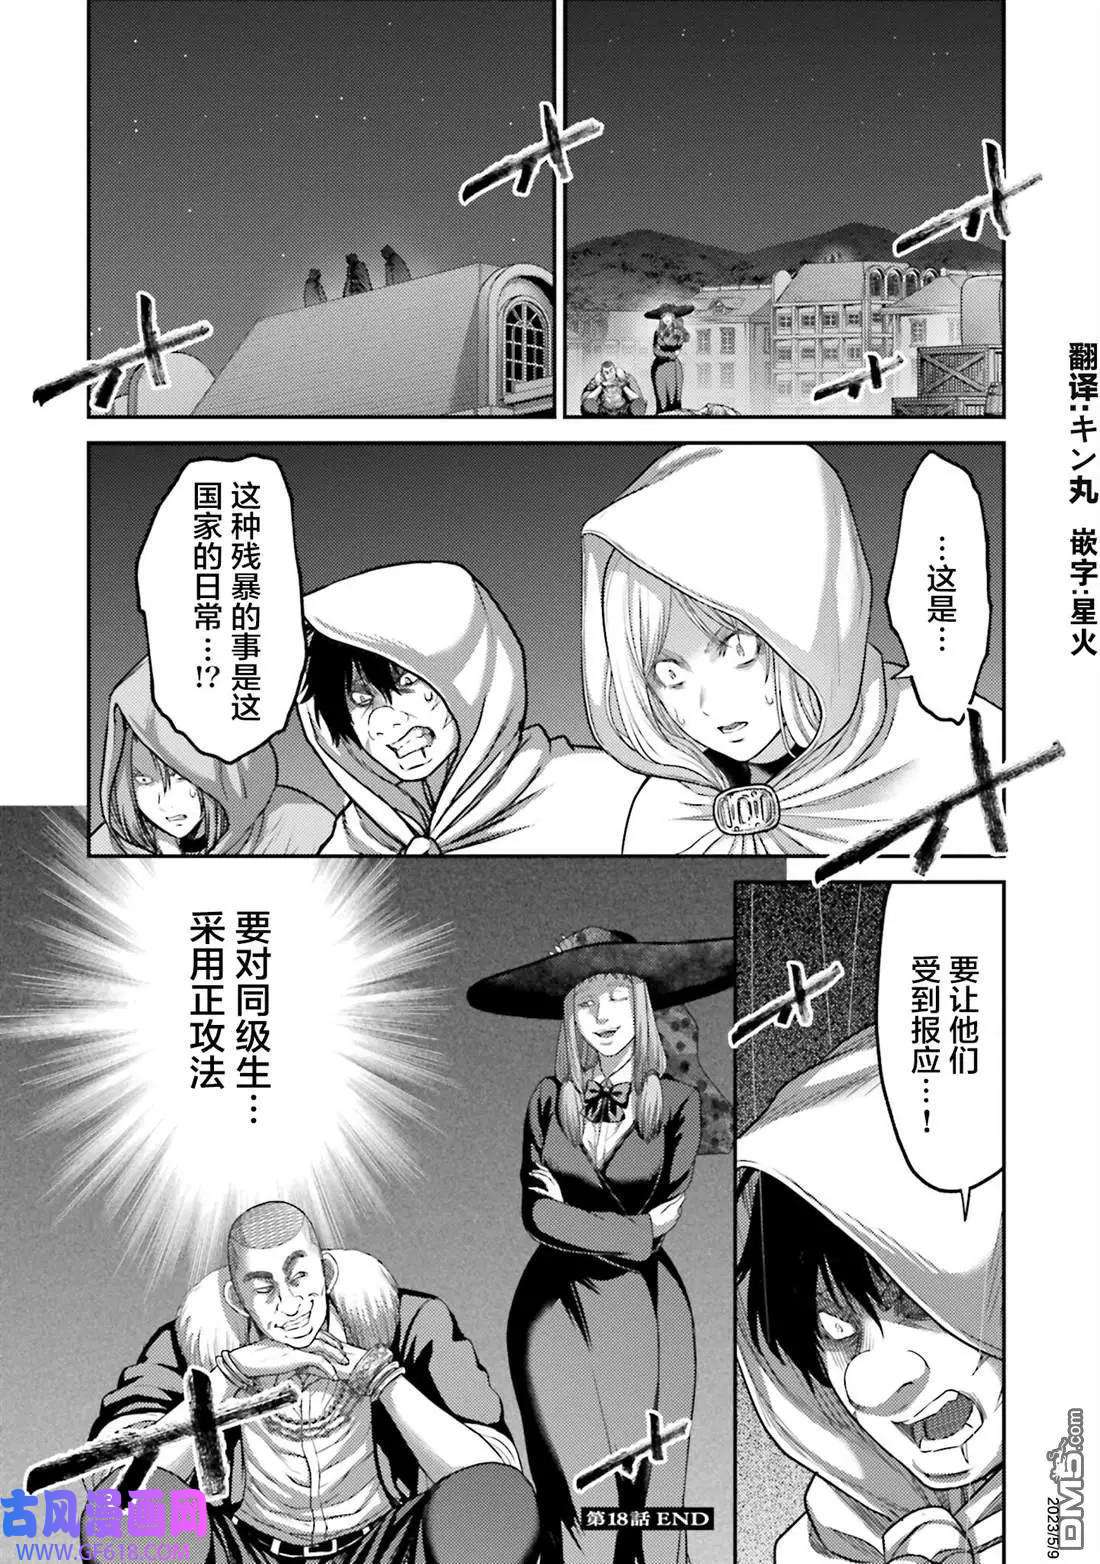 …这是…
这种残暴的事是这
国家的日常…!?
要让他们
受到报应…!
要对同级生…
采用正攻法
第18話 END
翻译:キン丸 嵌字:星火
古风漫画网
WWW.GF618.COM
DM5.com
2023/5/9